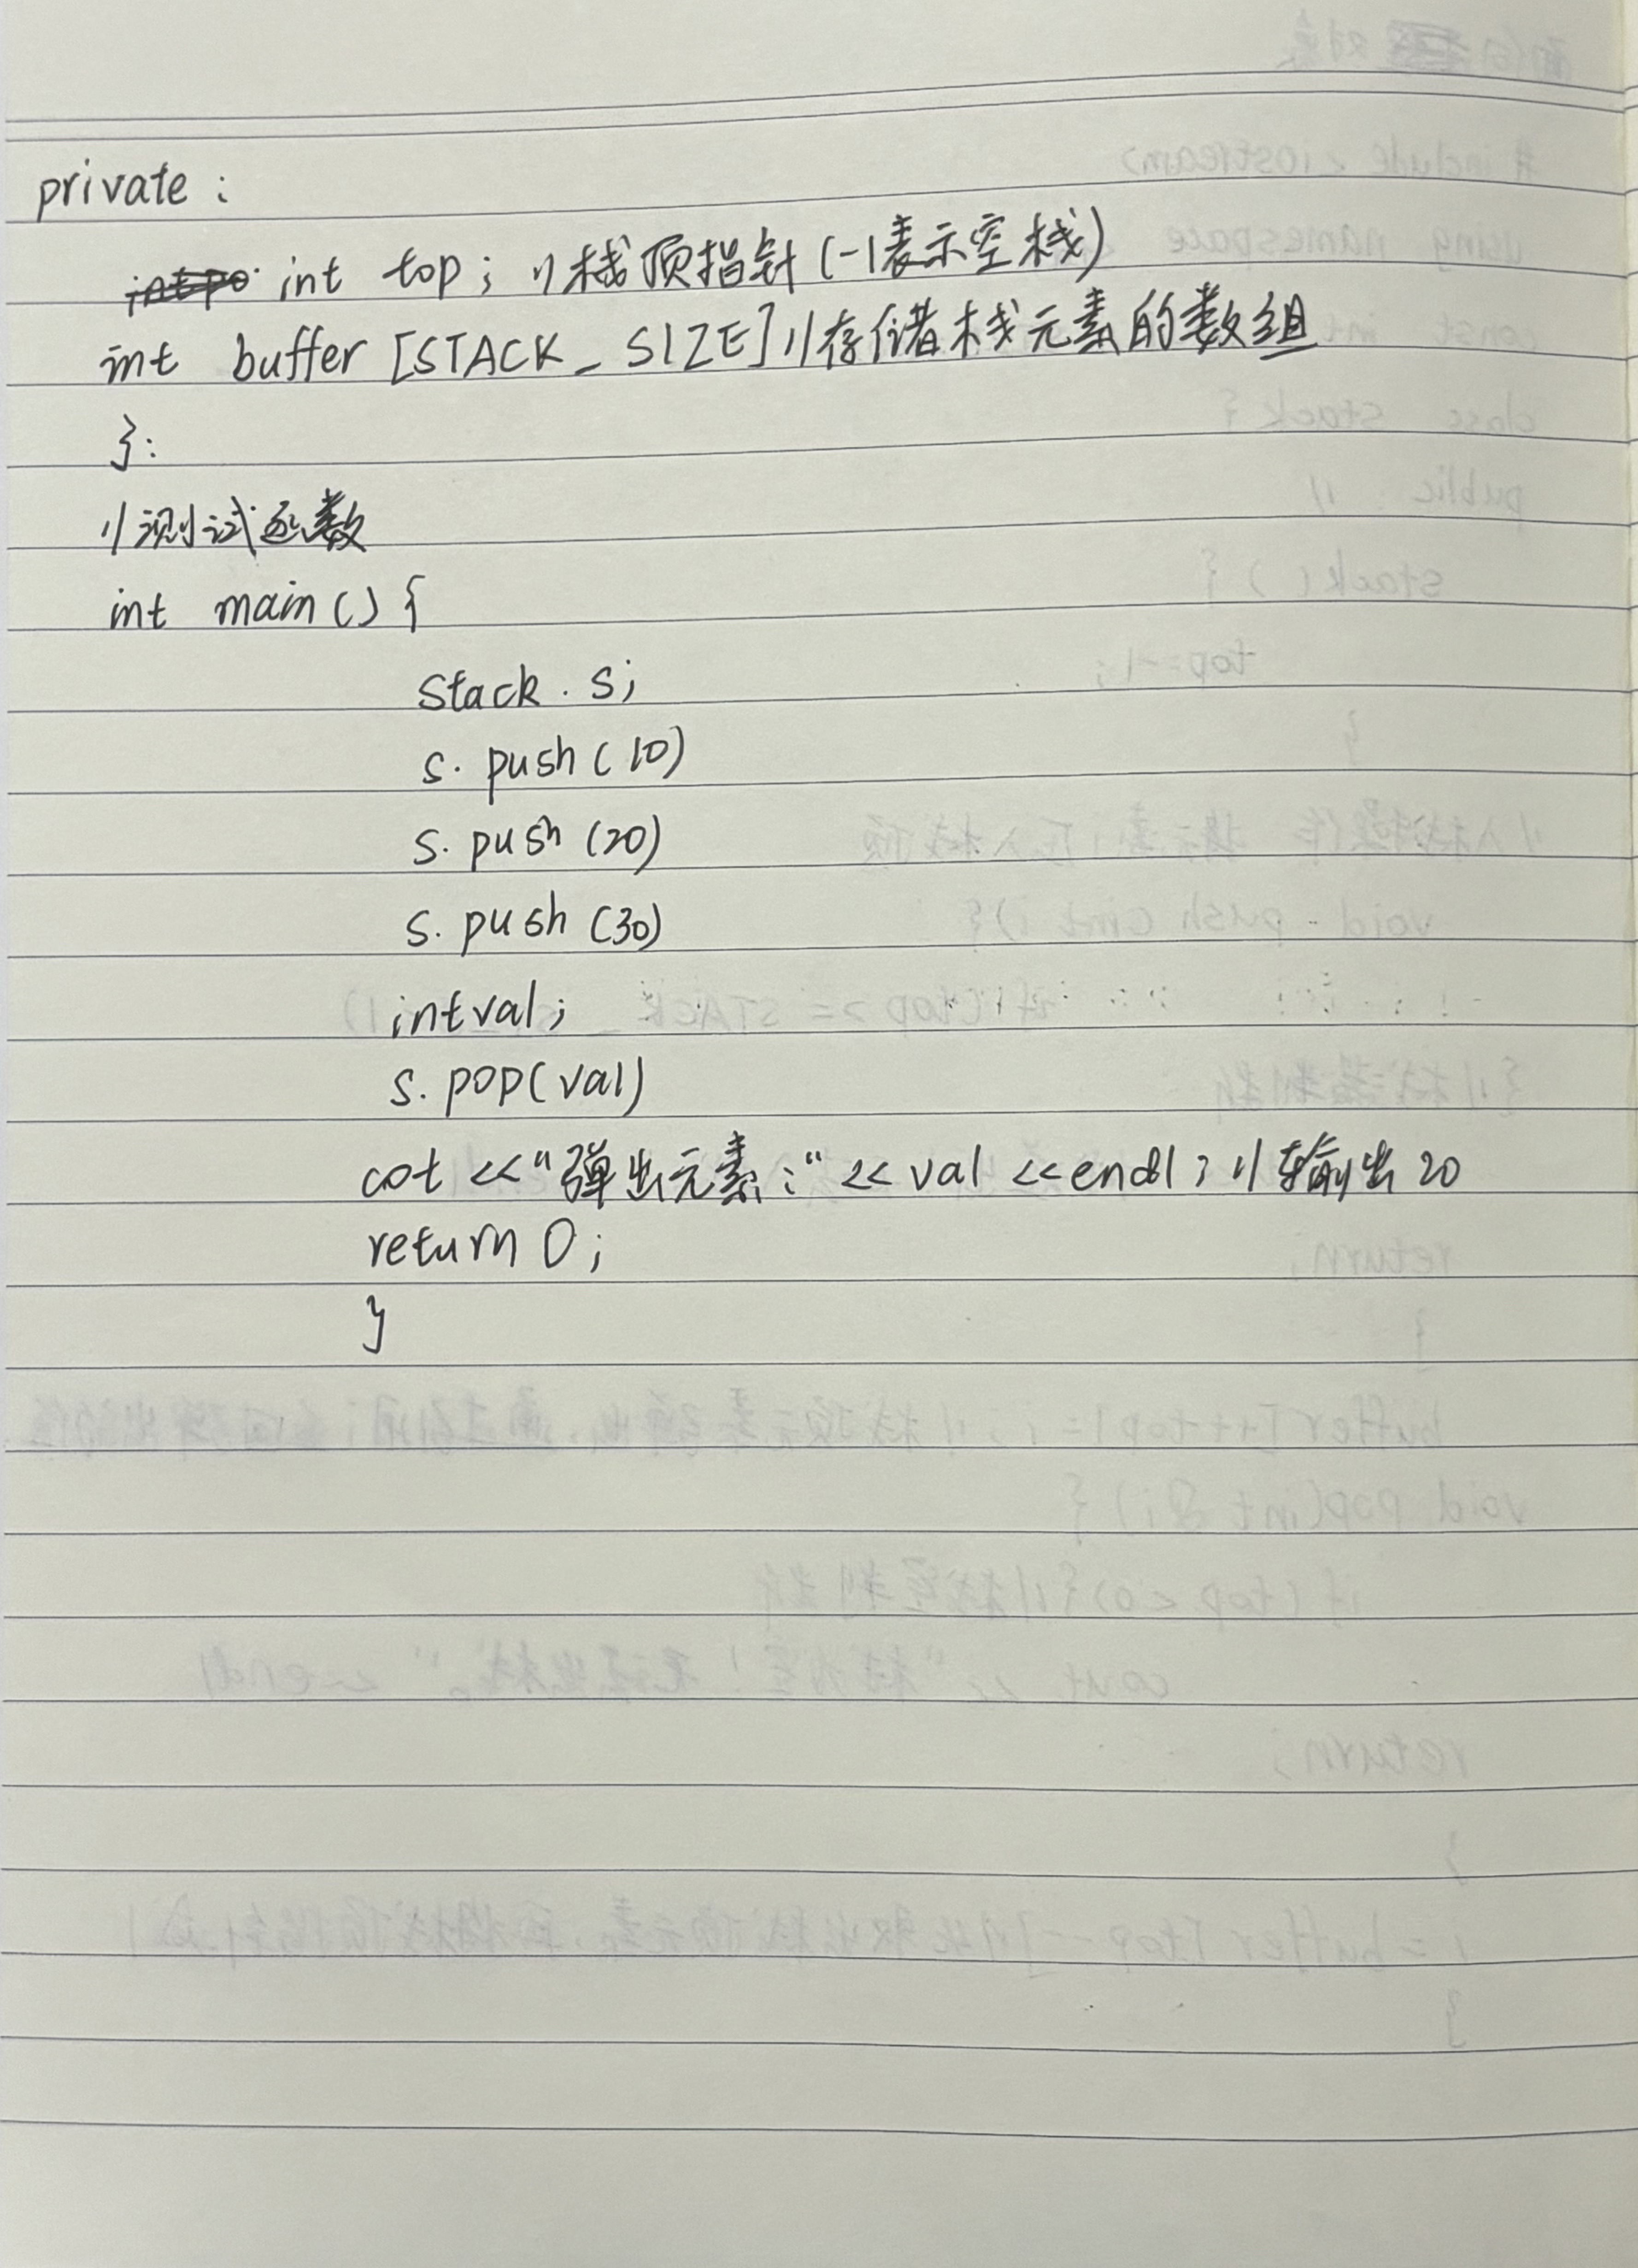 private :
int top; //栈顶指针(-1表示空栈)
int buffer [STACK_SIZE]//存储栈元素的数组
}:
//测试函数
int main() {
Stack . s;
s. push (10)
s. push (20)
s. push (30)
int val;
s. pop(val)
cot <<"弹出元素:" << val <<endl; //输出20
return 0;
}